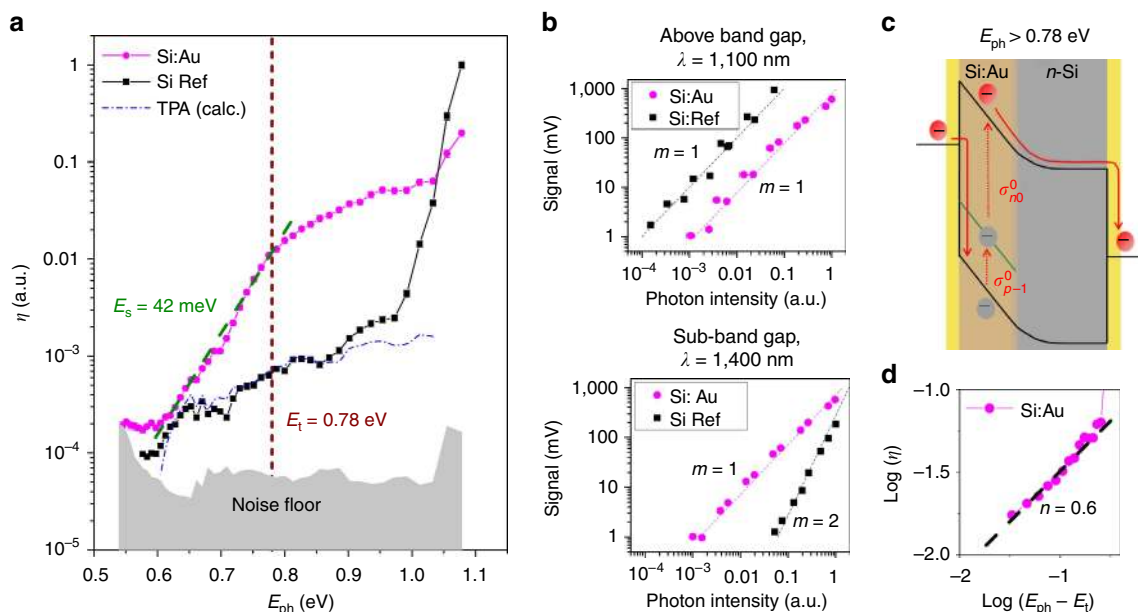 a
Si:Au
Si Ref
TPA (calc.)
1
0.1
0.01
10⁻³
10⁻⁴
10⁻⁵
η (a.u.)
E_s = 42 meV
E_t = 0.78 eV
Noise floor
0.5 0.6 0.7 0.8 0.9 1.0 1.1
E_ph (eV)
b
Above band gap,
λ = 1,100 nm
Si:Au
Si:Ref
1,000
100
10
1
Signal (mV)
m = 1
m = 1
10⁻⁴ 10⁻³ 0.01 0.1 1
Photon intensity (a.u.)
Sub-band gap,
λ = 1,400 nm
Si: Au
Si Ref
1,000
100
10
1
Signal (mV)
m = 1
m = 2
10⁻⁴ 10⁻³ 0.01 0.1 1
Photon intensity (a.u.)
c
E_ph > 0.78 eV
Si:Au n-Si
σ⁰_n0
σ⁰_p−1
d
Si:Au
−1.0
−1.5
−2.0
Log (η)
n = 0.6
−2 −1
Log (E_ph − E_t)